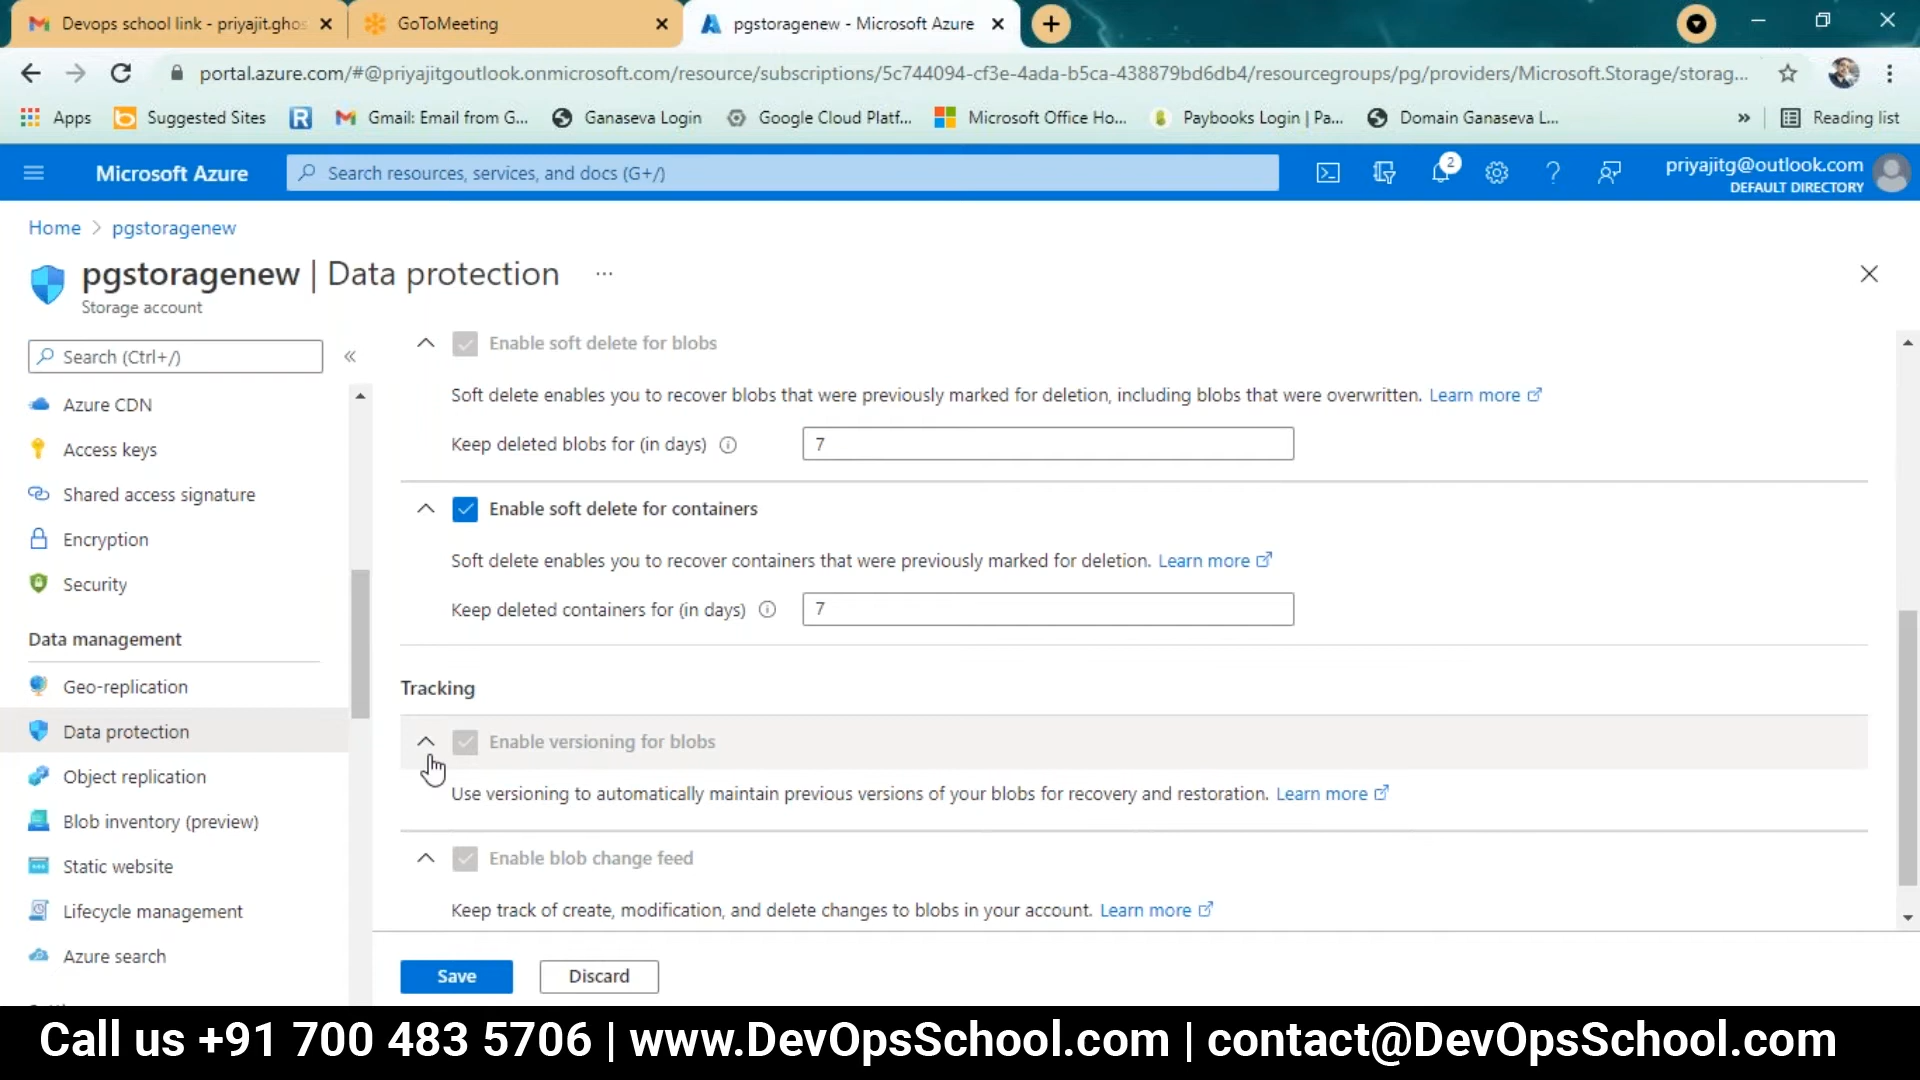 Devops school link - priyajit.ghos
GoToMeeting
pgstoragenew - Microsoft Azure
portal.azure.com/#@priyajitgoutlook.onmicrosoft.com/resource/subscriptions/5c744094-cf3e-4ada-b5ca-438879bd6db4/resourcegroups/pg/providers/Microsoft.Storage/storag...
Apps
Suggested Sites
Gmail: Email from G...
Ganaseva Login
Google Cloud Platf...
Microsoft Office Ho...
Paybooks Login | Pa...
Domain Ganaseva L...
»
Reading list
Microsoft Azure
Search resources, services, and docs (G+/)
2
priyajitg@outlook.com
DEFAULT DIRECTORY
Home > pgstoragenew
pgstoragenew | Data protection ...
Storage account
Search (Ctrl+/)
«
Azure CDN
Access keys
Shared access signature
Encryption
Security
Data management
Geo-replication
Data protection
Object replication
Blob inventory (preview)
Static website
Lifecycle management
Azure search
Enable soft delete for blobs
Soft delete enables you to recover blobs that were previously marked for deletion, including blobs that were overwritten. Learn more
Keep deleted blobs for (in days) 7
Enable soft delete for containers
Soft delete enables you to recover containers that were previously marked for deletion. Learn more
Keep deleted containers for (in days) 7
Tracking
Enable versioning for blobs
Use versioning to automatically maintain previous versions of your blobs for recovery and restoration. Learn more
Enable blob change feed
Keep track of create, modification, and delete changes to blobs in your account. Learn more
Save
Discard
Call us +91 700 483 5706 | www.DevOpsSchool.com | contact@DevOpsSchool.com